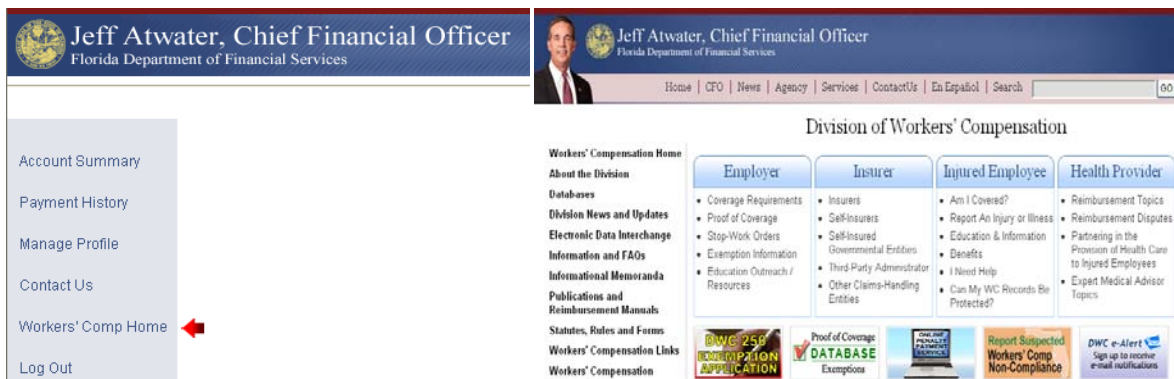 Jeff Atwater, Chief Financial Officer
Florida Department of Financial Services
Account Summary
Payment History
Manage Profile
Contact Us
Workers' Comp Home
Log Out
Jeff Atwater, Chief Financial Officer
Florida Department of Financial Services
Home | CFO | News | Agency | Services | ContactUs | En Español | Search
GO
Division of Workers' Compensation
Workers' Compensation Home
About the Division
Databases
Division News and Updates
Electronic Data Interchange
Information and FAQs
Informational Memoranda
Publications and
Reimbursement Manuals
Statutes, Rules and Forms
Workers' Compensation Links
Workers' Compensation
Employer
• Coverage Requirements
• Proof of Coverage
• Stop-Work Orders
• Exemption Information
• Education Outreach /
Resources
Insurer
• Insurers
• Self-Insurers
• Self-Insured
Governmental Entities
• Third-Party Administrator
• Other Claims-Handling
Entities
Injured Employee
• Am I Covered?
• Report An Injury or Illness
• Education & Information
• Benefits
• I Need Help
• Can My WC Records Be
Protected?
Health Provider
• Reimbursement Topics
• Reimbursement Disputes
• Partnering in the
Provision of Health Care
to Injured Employees
• Expert Medical Advisor
Topics
DWC 250
EXEMPTION
APPLICATION
Proof of Coverage
DATABASE
Exemptions
ONLINE
PENALTY
PAYMENT
SERVICE
Report Suspected
Workers' Comp
Non-Compliance
DWC e-Alert
Sign up to receive
e-mail notifications